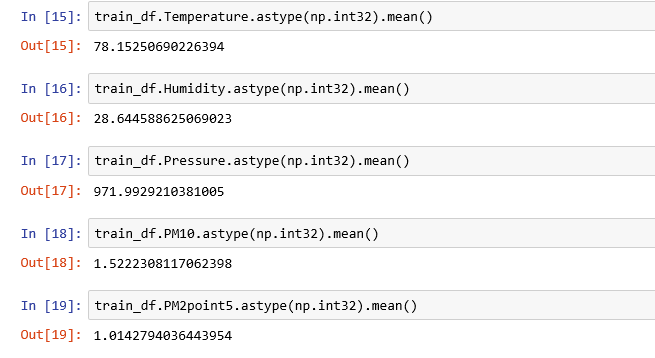 In [15]: train_df.Temperature.astype(np.int32).mean()
Out[15]: 78.15250690226394
In [16]: train_df.Humidity.astype(np.int32).mean()
Out[16]: 28.644588625069023
In [17]: train_df.Pressure.astype(np.int32).mean()
Out[17]: 971.9929210381005
In [18]: train_df.PM10.astype(np.int32).mean()
Out[18]: 1.5222308117062398
In [19]: train_df.PM2point5.astype(np.int32).mean()
Out[19]: 1.0142794036443954